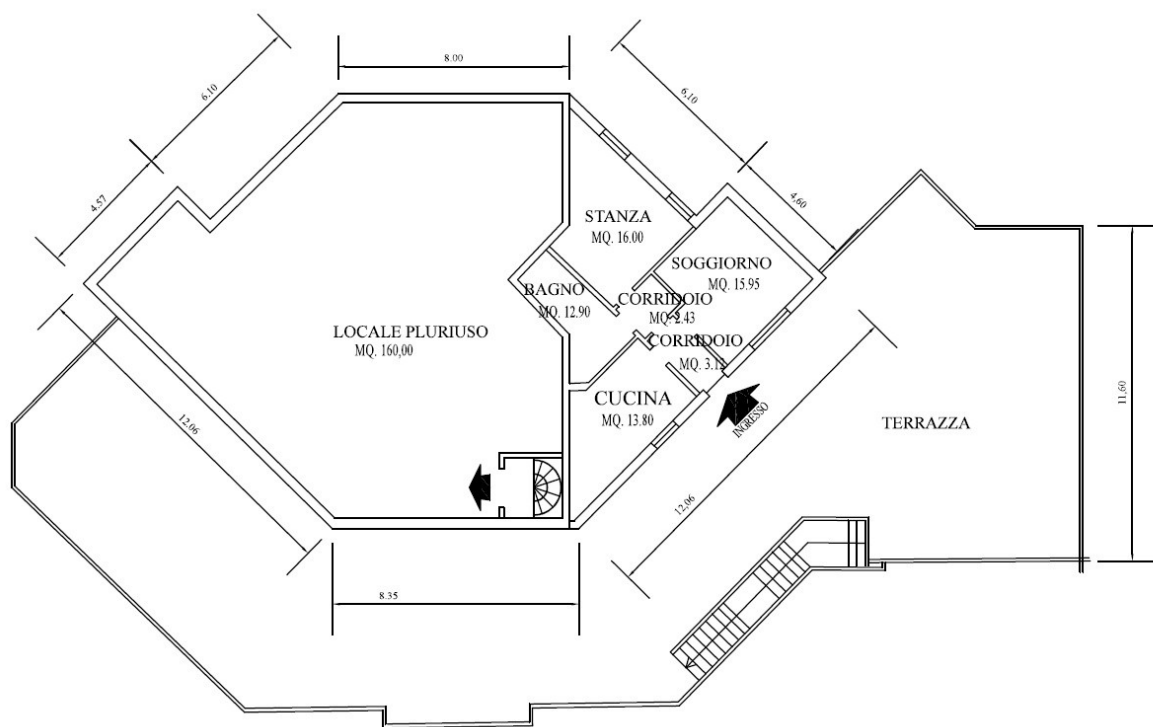 8.00
6.10
6,10
4.57
4,60
STANZA
MQ. 16.00
SOGGIORNO
MQ. 15.95
BAGNO
MQ. 12.90
CORRIDOIO
MQ. 2.43
LOCALE PLURIUSO
MQ. 160,00
CORRIDOIO
MQ. 3.12
CUCINA
MQ. 13.80
INGRESSO
TERRAZZA
11,60
12.06
12,06
8.35